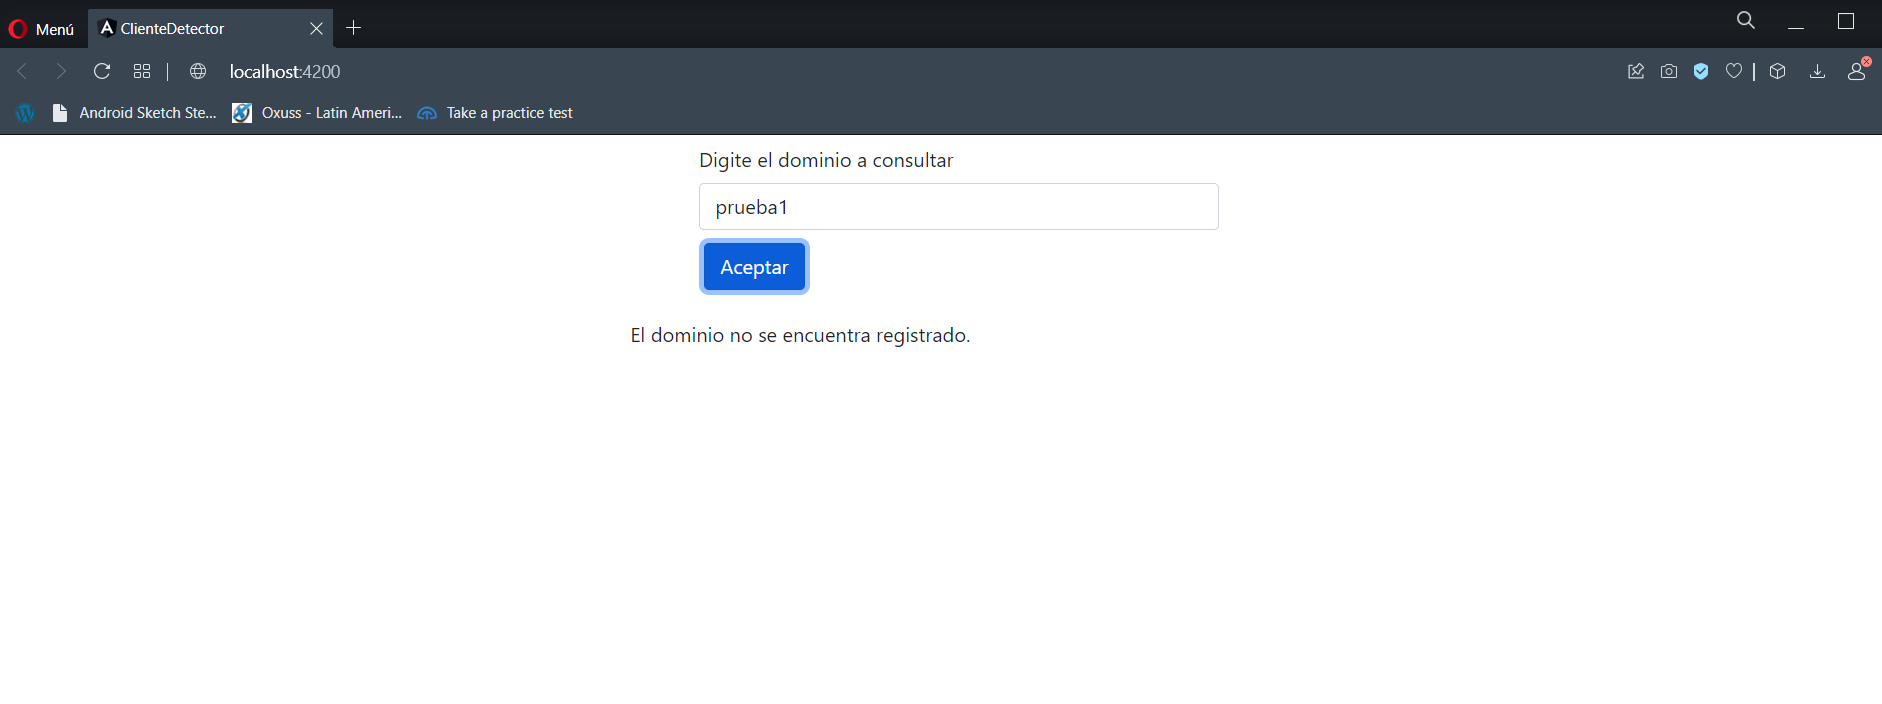 Menú
ClienteDetector
localhost:4200
Android Sketch Ste...
Oxuss - Latin Ameri...
Take a practice test
Digite el dominio a consultar
prueba1
Aceptar
El dominio no se encuentra registrado.